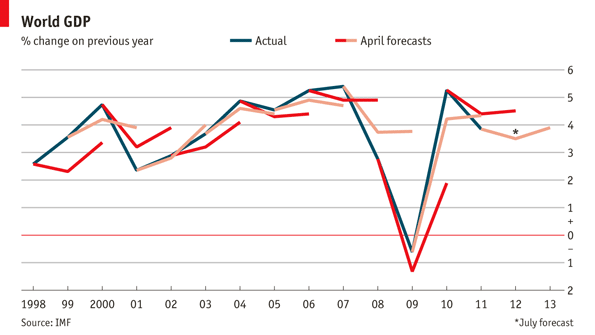 World GDP
% change on previous year
Actual
April forecasts
6
5
4
*
3
2
1
+
0
–
1
2
1998 99 2000 01 02 03 04 05 06 07 08 09 10 11 12 13
Source: IMF
*July forecast